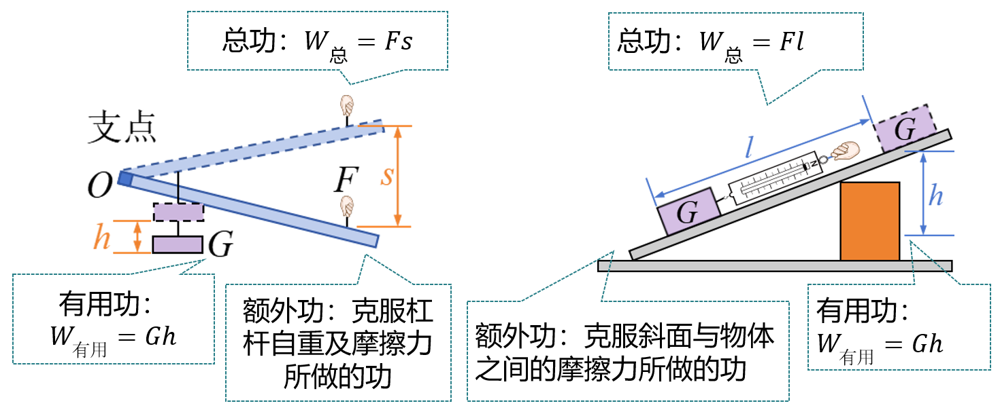 总功：W总 = Fs
支点
O
F
s
h
G
有用功：
W有用 = Gh
额外功：克服杠
杆自重及摩擦力
所做的功
总功：W总 = Fl
l
G
N
G
h
额外功：克服斜面与物体
之间的摩擦力所做的功
有用功：
W有用 = Gh